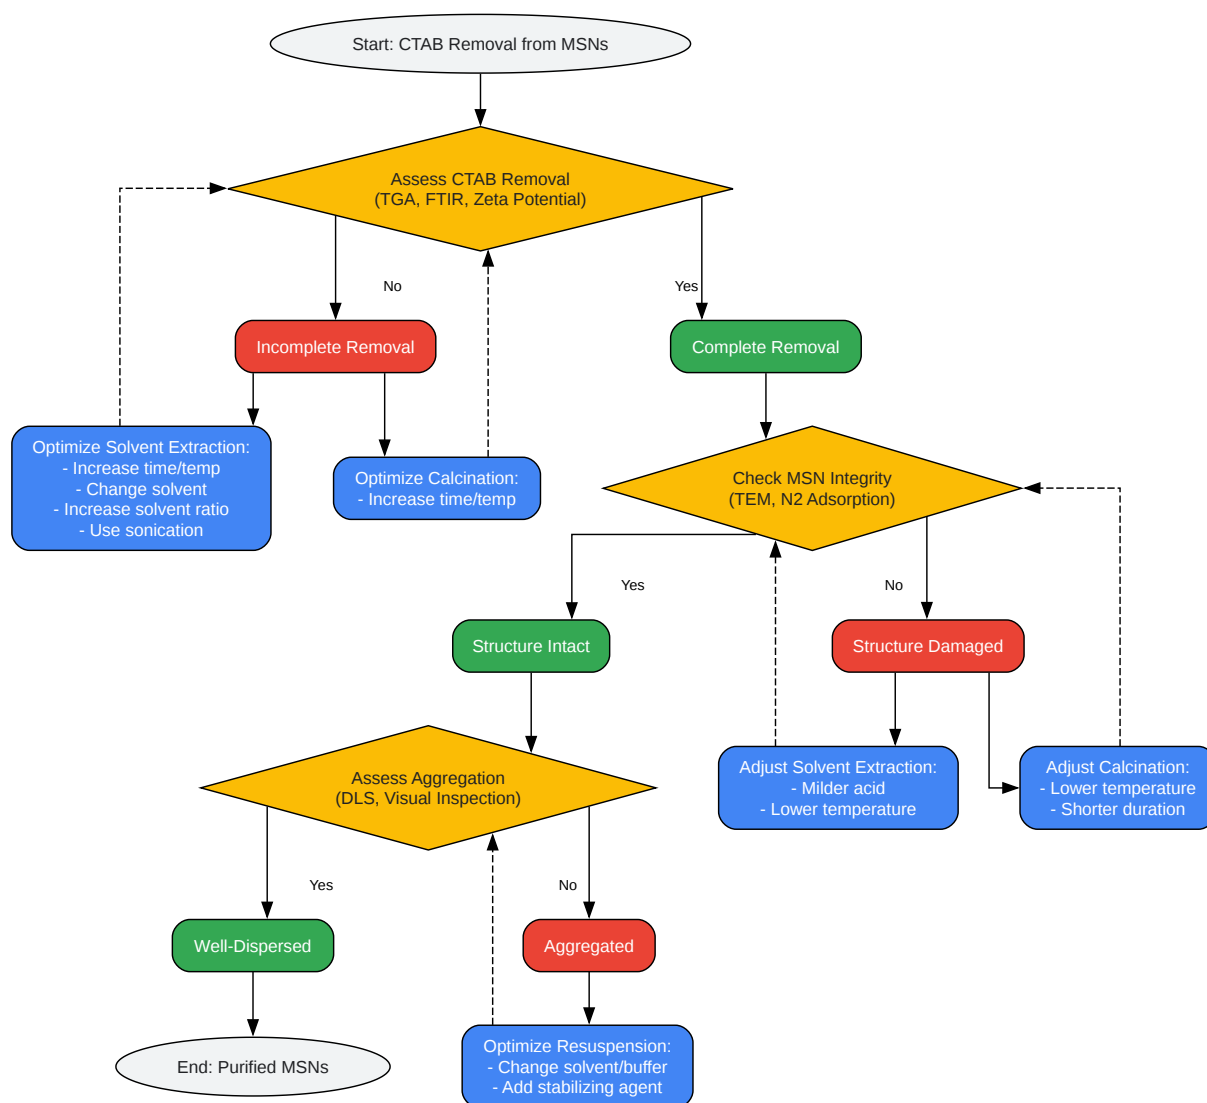 Start: CTAB Removal from MSNs
Assess CTAB Removal
(TGA, FTIR, Zeta Potential)
No
Yes
Incomplete Removal
Complete Removal
Optimize Solvent Extraction:
- Increase time/temp
- Change solvent
- Increase solvent ratio
- Use sonication
Optimize Calcination:
- Increase time/temp
Check MSN Integrity
(TEM, N2 Adsorption)
Yes
No
Structure Intact
Structure Damaged
Assess Aggregation
(DLS, Visual Inspection)
Adjust Solvent Extraction:
- Milder acid
- Lower temperature
Adjust Calcination:
- Lower temperature
- Shorter duration
Yes
No
Well-Dispersed
Aggregated
End: Purified MSNs
Optimize Resuspension:
- Change solvent/buffer
- Add stabilizing agent